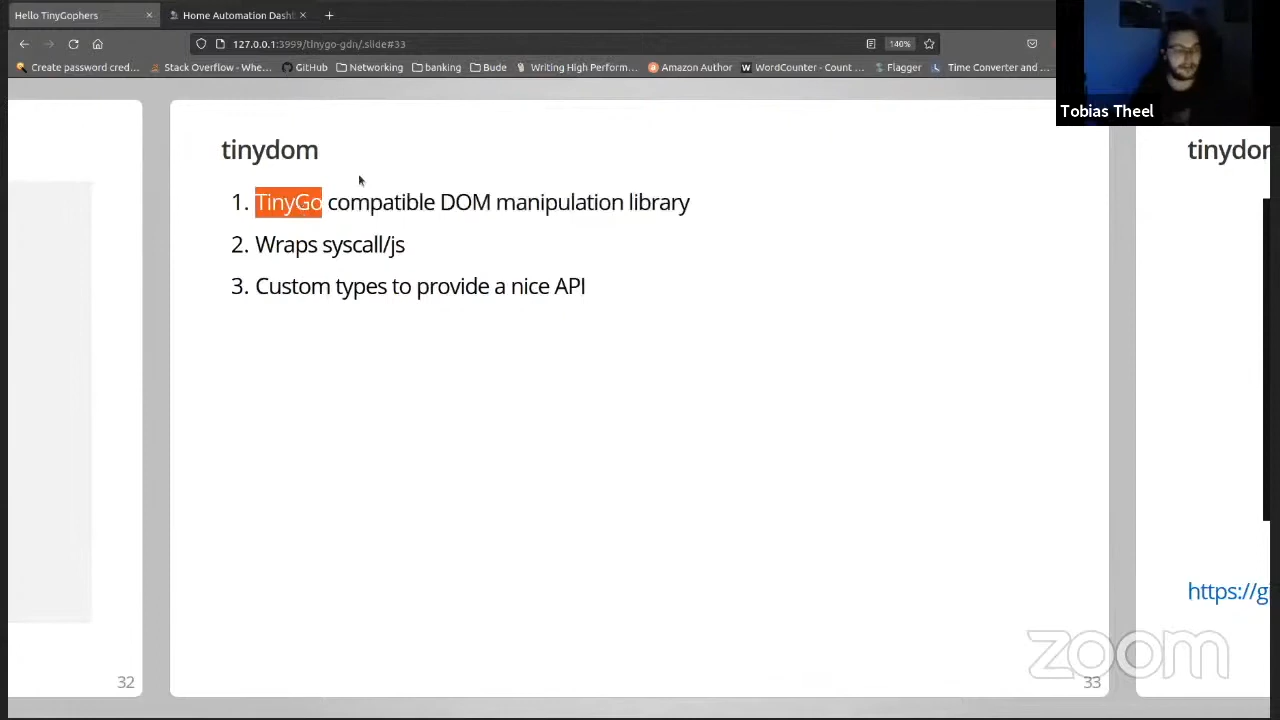 Hello TinyGophers
Home Automation Dashl
127.0.0.1:3999/tinygo-gdn/.slide#33
140%
Create password cred…
Stack Overflow - Whe…
GitHub
Networking
banking
Bude
Writing High Perform…
Amazon Author
WordCounter - Count …
Flagger
Time Converter and …
Tobias Theel
tinydom
1. TinyGo compatible DOM manipulation library
2. Wraps syscall/js
3. Custom types to provide a nice API
tinydor
https://g
zoom
32
33